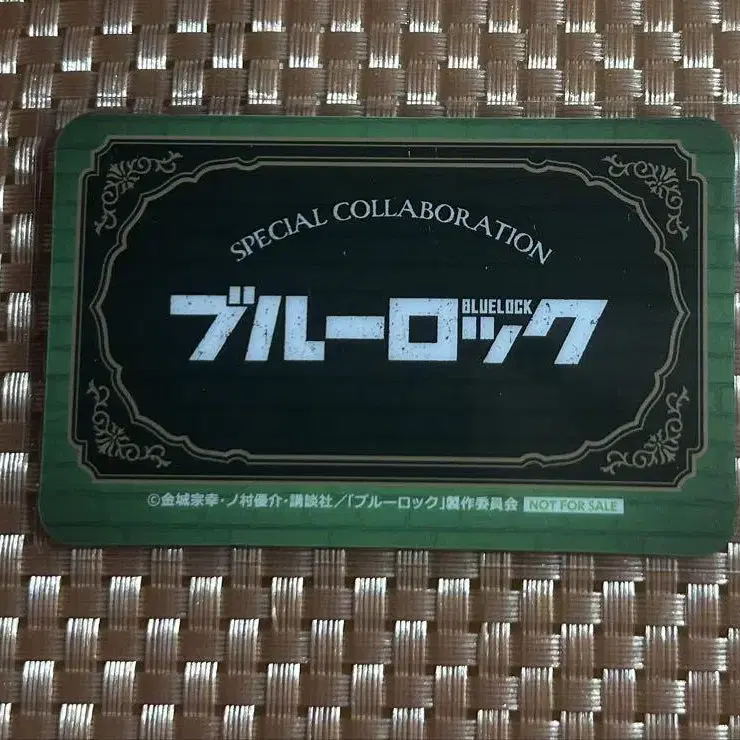 SPECIAL COLLABORATION
ブルーロック
BLUELOCK
©金城宗幸・ノ村優介・講談社／「ブルーロック」製作委員会 NOT FOR SALE